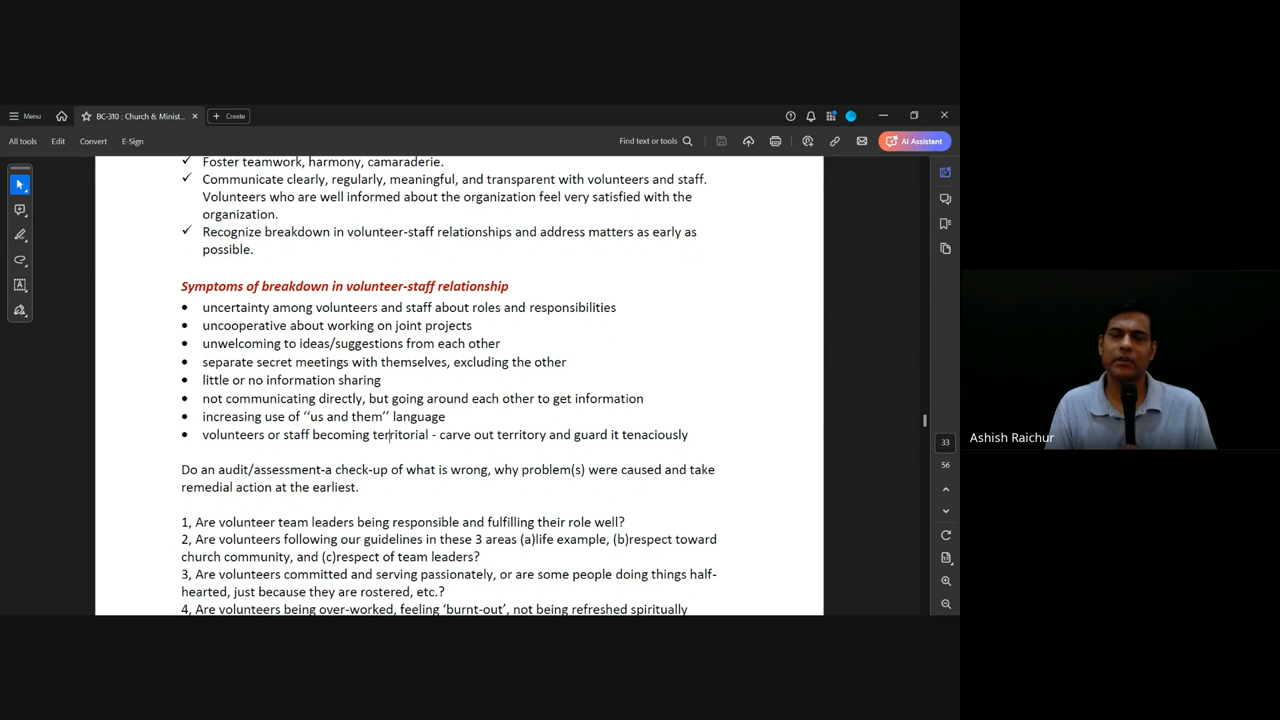 Menu
BC-310 : Church & Minist...
Create
All tools
Edit
Convert
E-Sign
Find text or tools
AI Assistant
✓ Foster teamwork, harmony, camaraderie.
✓ Communicate clearly, regularly, meaningful, and transparent with volunteers and staff.
Volunteers who are well informed about the organization feel very satisfied with the
organization.
✓ Recognize breakdown in volunteer-staff relationships and address matters as early as
possible.
Symptoms of breakdown in volunteer-staff relationship
• uncertainty among volunteers and staff about roles and responsibilities
• uncooperative about working on joint projects
• unwelcoming to ideas/suggestions from each other
• separate secret meetings with themselves, excluding the other
• little or no information sharing
• not communicating directly, but going around each other to get information
• increasing use of ‘‘us and them’’ language
• volunteers or staff becoming territorial - carve out territory and guard it tenaciously
Do an audit/assessment-a check-up of what is wrong, why problem(s) were caused and take
remedial action at the earliest.
1, Are volunteer team leaders being responsible and fulfilling their role well?
2, Are volunteers following our guidelines in these 3 areas (a)life example, (b)respect toward
church community, and (c)respect of team leaders?
3, Are volunteers committed and serving passionately, or are some people doing things half-
hearted, just because they are rostered, etc.?
4, Are volunteers being over-worked, feeling ‘burnt-out’, not being refreshed spiritually
33
56
Ashish Raichur